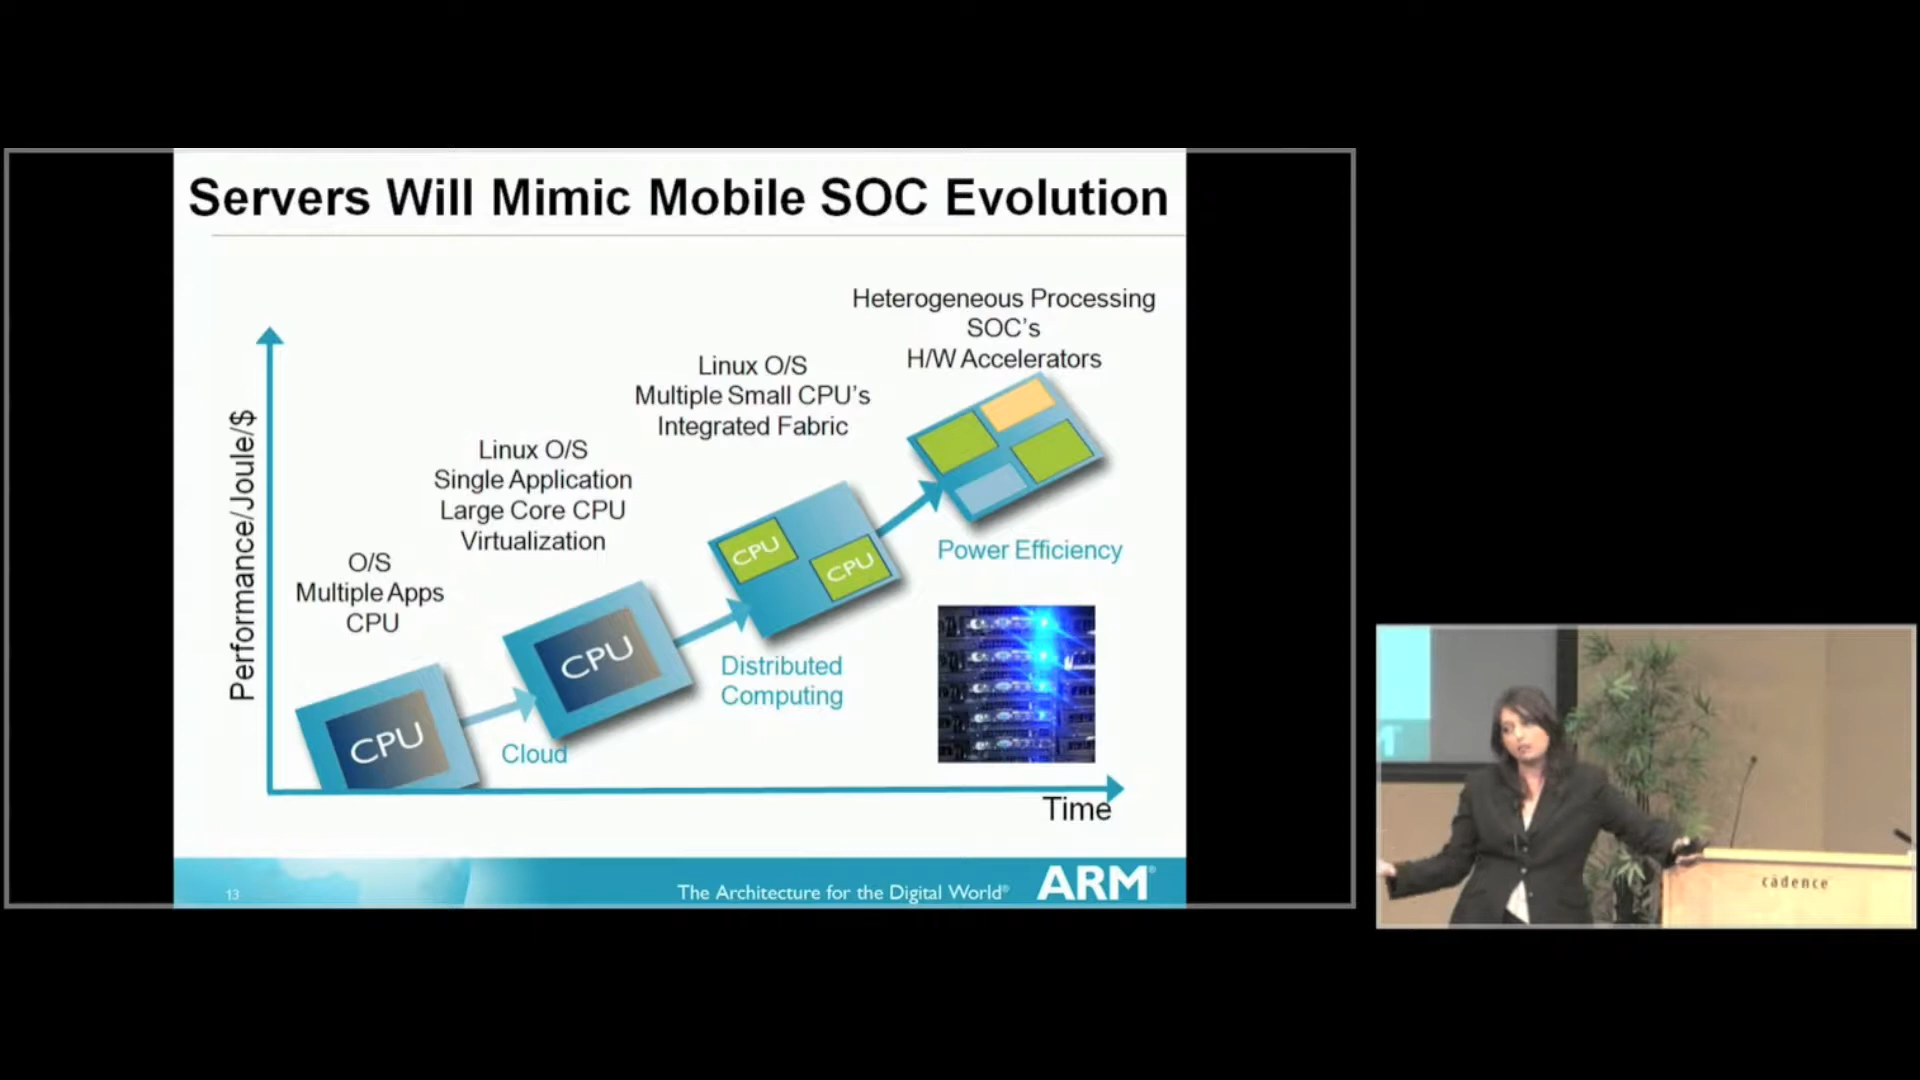 Servers Will Mimic Mobile SOC Evolution
Heterogeneous Processing
SOC's
H/W Accelerators
Linux O/S
Multiple Small CPU's
Integrated Fabric
Linux O/S
Single Application
Large Core CPU
Virtualization
O/S
Multiple Apps
CPU
Performance/Joule/$
CPU
CPU
CPU
CPU
Cloud
Distributed
Computing
Power Efficiency
Time
13
The Architecture for the Digital World®
ARM®
T
cādence